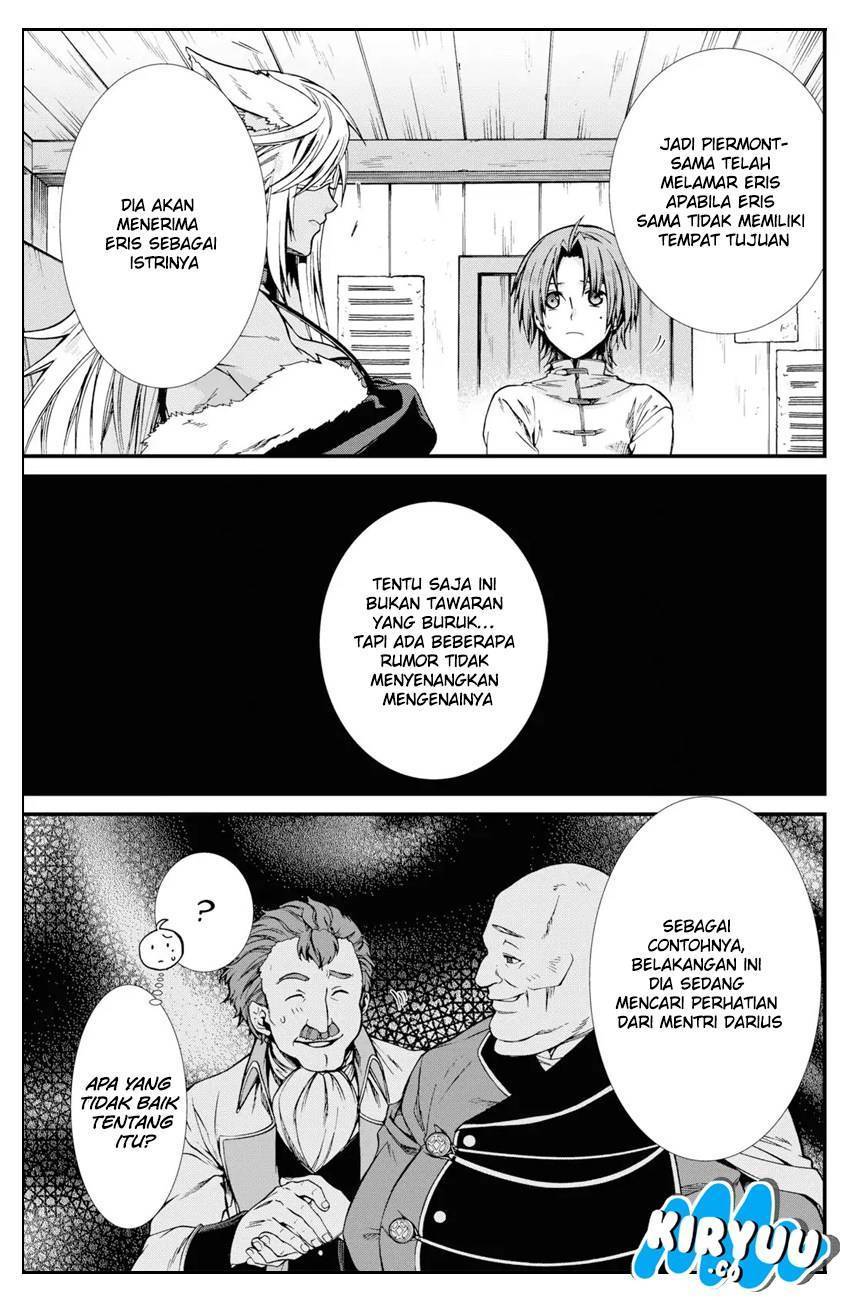 JADI PIERMONT-
SAMA TELAH
MELAMAR ERIS
APABILA ERIS
SAMA TIDAK MEMILIKI
TEMPAT TUJUAN
DIA AKAN
MENERIMA
ERIS SEBAGAI
ISTRINYA
TENTU SAJA INI
BUKAN TAWARAN
YANG BURUK...
TAPI ADA BEBERAPA
RUMOR TIDAK
MENYENANGKAN
MENGENAINYA
SEBAGAI
CONTOHNYA,
BELAKANGAN INI
DIA SEDANG
MENCARI PERHATIAN
DARI MENTRI DARIUS
?
APA YANG
TIDAK BAIK
TENTANG
ITU?
KIRYUU
.CO